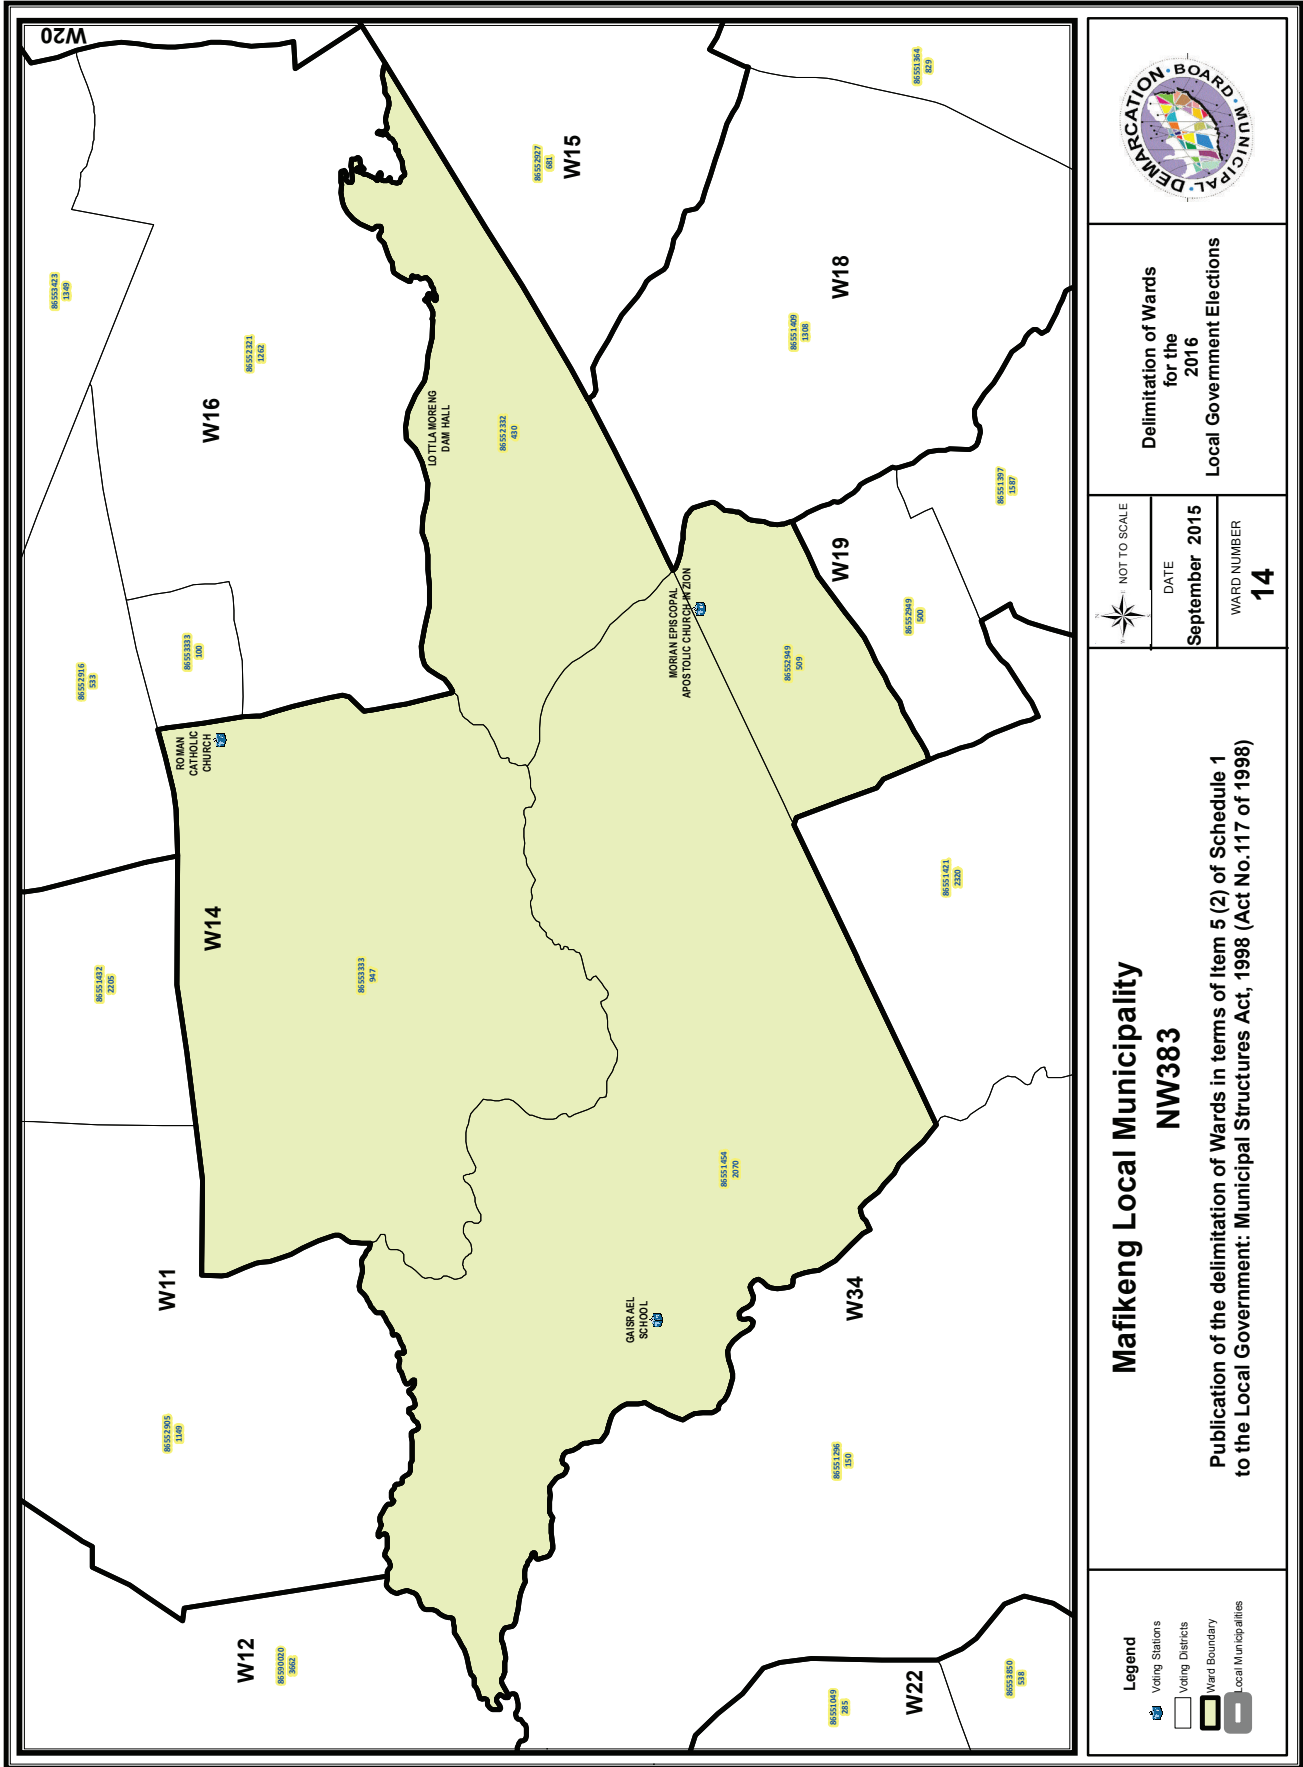 W20
86553423
1349
86552321
1262
W16
86552916
533
86553333
100
ROMAN
CATHOLIC
CHURCH
W14
86551432
2205
86553333
947
W11
86552905
1149
W12
86590020
3662
LOTTLAMORENG
DAM HALL
86552332
430
86552927
681
W15
86551364
829
W18
86551409
1308
MORIAN EPISCOPAL
APOSTOLIC CHURCH IN ZION
86552949
509
W19
86552949
500
86551397
1587
86551421
2320
86551454
2070
GAISRAEL
SCHOOL
W34
86551296
150
86551049
285
W22
86553850
538
MUNICIPAL · DEMARCATION · BOARD ·
Delimitation of Wards
for the
2016
Local Government Elections
NOT TO SCALE
DATE
September 2015
WARD NUMBER
14
Mafikeng Local Municipality
NW383
Publication of the delimitation of Wards in terms of Item 5 (2) of Schedule 1
to the Local Government: Municipal Structures Act, 1998 (Act No.117 of 1998)
Legend
Voting Stations
Voting Districts
Ward Boundary
Local Municipalities